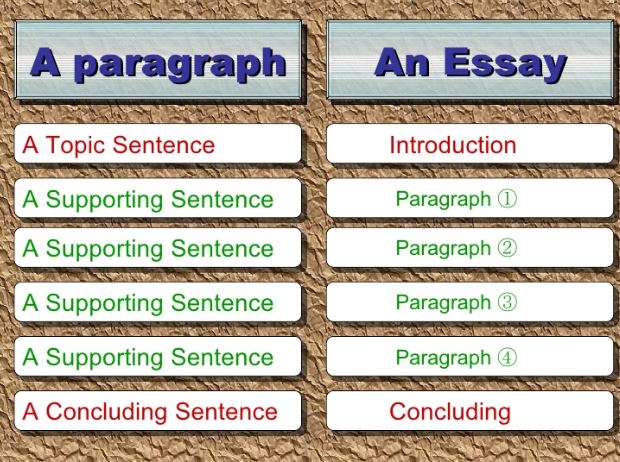 A paragraph
An Essay
A Topic Sentence
Introduction
A Supporting Sentence
Paragraph ①
A Supporting Sentence
Paragraph ②
A Supporting Sentence
Paragraph ③
A Supporting Sentence
Paragraph ④
A Concluding Sentence
Concluding